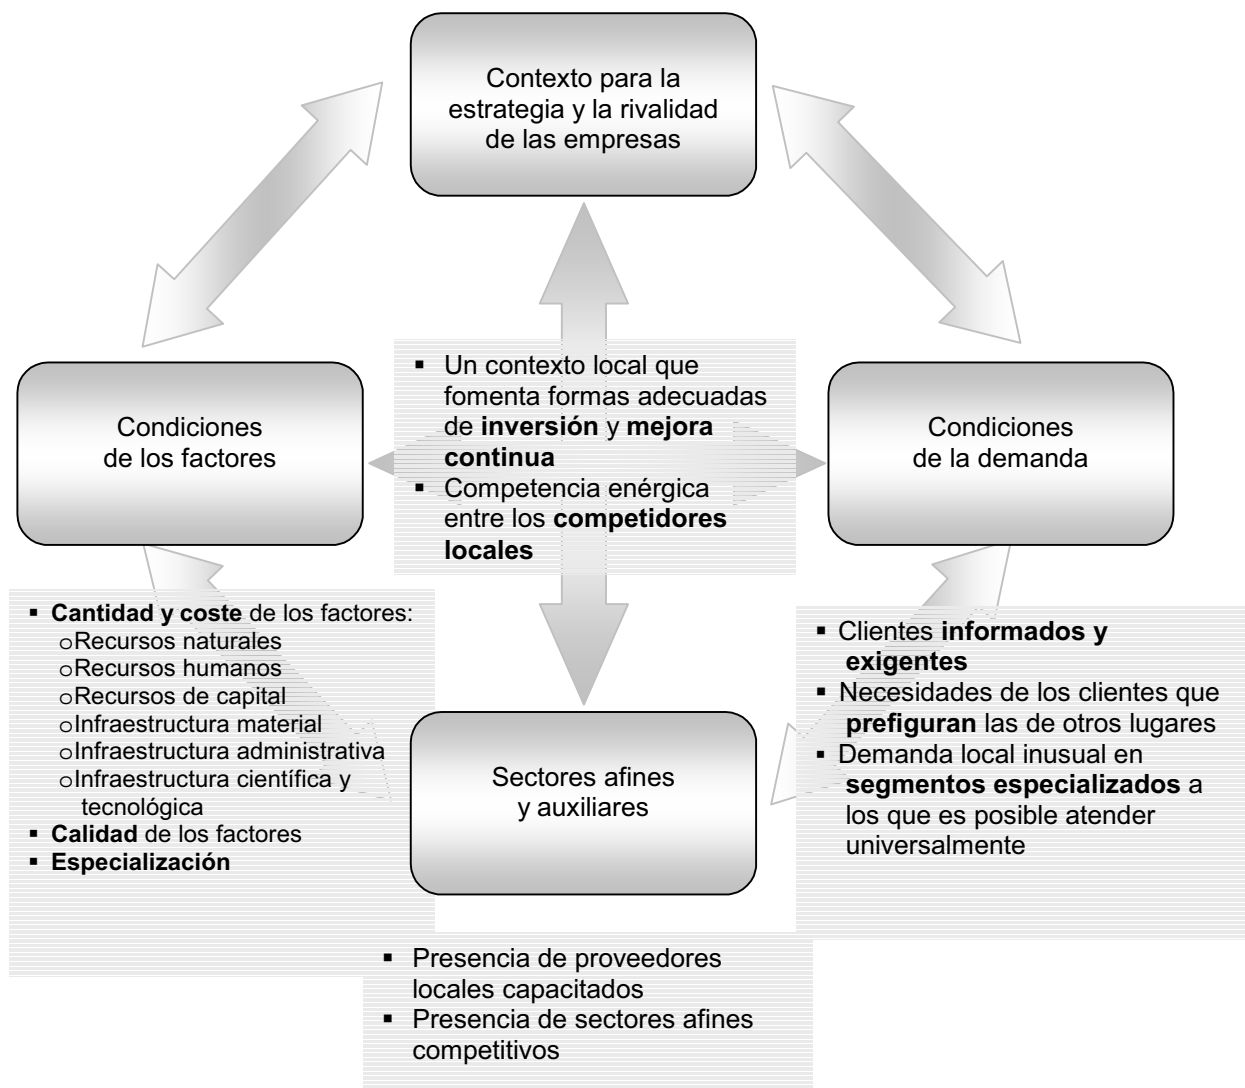 Contexto para la
estrategia y la rivalidad
de las empresas
Condiciones
de los factores
▪ Un contexto local que
fomenta formas adecuadas
de inversión y mejora
continua
▪ Competencia enérgica
entre los competidores
locales
Condiciones
de la demanda
▪ Cantidad y coste de los factores:
oRecursos naturales
oRecursos humanos
oRecursos de capital
oInfraestructura material
oInfraestructura administrativa
oInfraestructura científica y
tecnológica
▪ Calidad de los factores
▪ Especialización
Sectores afines
y auxiliares
▪ Clientes informados y
exigentes
▪ Necesidades de los clientes que
prefiguran las de otros lugares
▪ Demanda local inusual en
segmentos especializados a
los que es posible atender
universalmente
▪ Presencia de proveedores
locales capacitados
▪ Presencia de sectores afines
competitivos